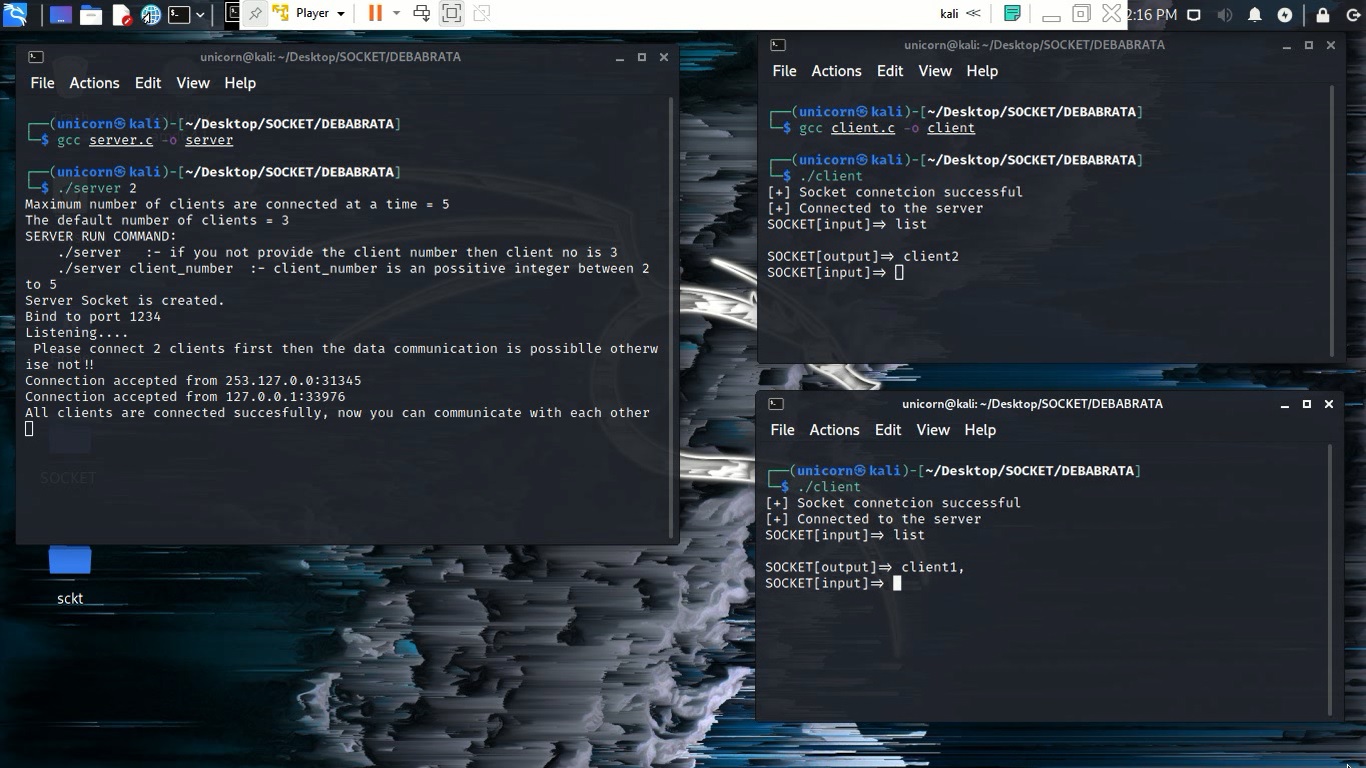 Player
kali
2:16 PM
unicorn@kali: ~/Desktop/SOCKET/DEBABRATA
File Actions Edit View Help
┌──(unicorn㉿kali)-[~/Desktop/SOCKET/DEBABRATA]
└─$ gcc server.c -o server
┌──(unicorn㉿kali)-[~/Desktop/SOCKET/DEBABRATA]
└─$ ./server 2
Maximum number of clients are connected at a time = 5
The default number of clients = 3
SERVER RUN COMMAND:
./server :- if you not provide the client number then client no is 3
./server client_number :- client_number is an possitive integer between 2
to 5
Server Socket is created.
Bind to port 1234
Listening....
Please connect 2 clients first then the data communication is possiblle otherw
ise not!!
Connection accepted from 253.127.0.0:31345
Connection accepted from 127.0.0.1:33976
All clients are connected succesfully, now you can communicate with each other
SOCKET
sckt
unicorn@kali: ~/Desktop/SOCKET/DEBABRATA
File Actions Edit View Help
┌──(unicorn㉿kali)-[~/Desktop/SOCKET/DEBABRATA]
└─$ gcc client.c -o client
┌──(unicorn㉿kali)-[~/Desktop/SOCKET/DEBABRATA]
└─$ ./client
[+] Socket connetcion successful
[+] Connected to the server
SOCKET[input]=> list
SOCKET[output]=> client2
SOCKET[input]=>
unicorn@kali: ~/Desktop/SOCKET/DEBABRATA
File Actions Edit View Help
┌──(unicorn㉿kali)-[~/Desktop/SOCKET/DEBABRATA]
└─$ ./client
[+] Socket connetcion successful
[+] Connected to the server
SOCKET[input]=> list
SOCKET[output]=> client1,
SOCKET[input]=>